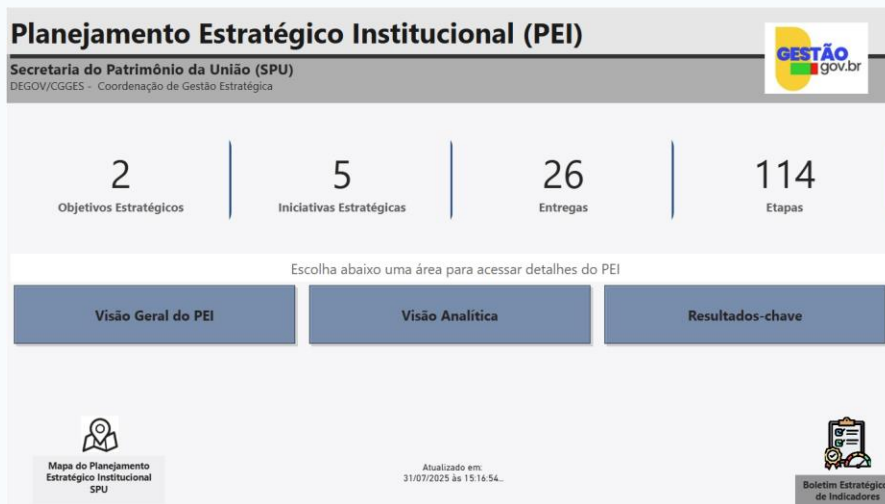 Planejamento Estratégico Institucional (PEI)
GESTÃO
gov.br
Secretaria do Patrimônio da União (SPU)
DEGOV/CGGES - Coordenação de Gestão Estratégica
2
Objetivos Estratégicos
5
Iniciativas Estratégicas
26
Entregas
114
Etapas
Escolha abaixo uma área para acessar detalhes do PEI
Visão Geral do PEI
Visão Analítica
Resultados-chave
Mapa do Planejamento
Estratégico Institucional
SPU
Atualizado em:
31/07/2025 às 15:16:54...
Boletim Estratégico
de Indicadores